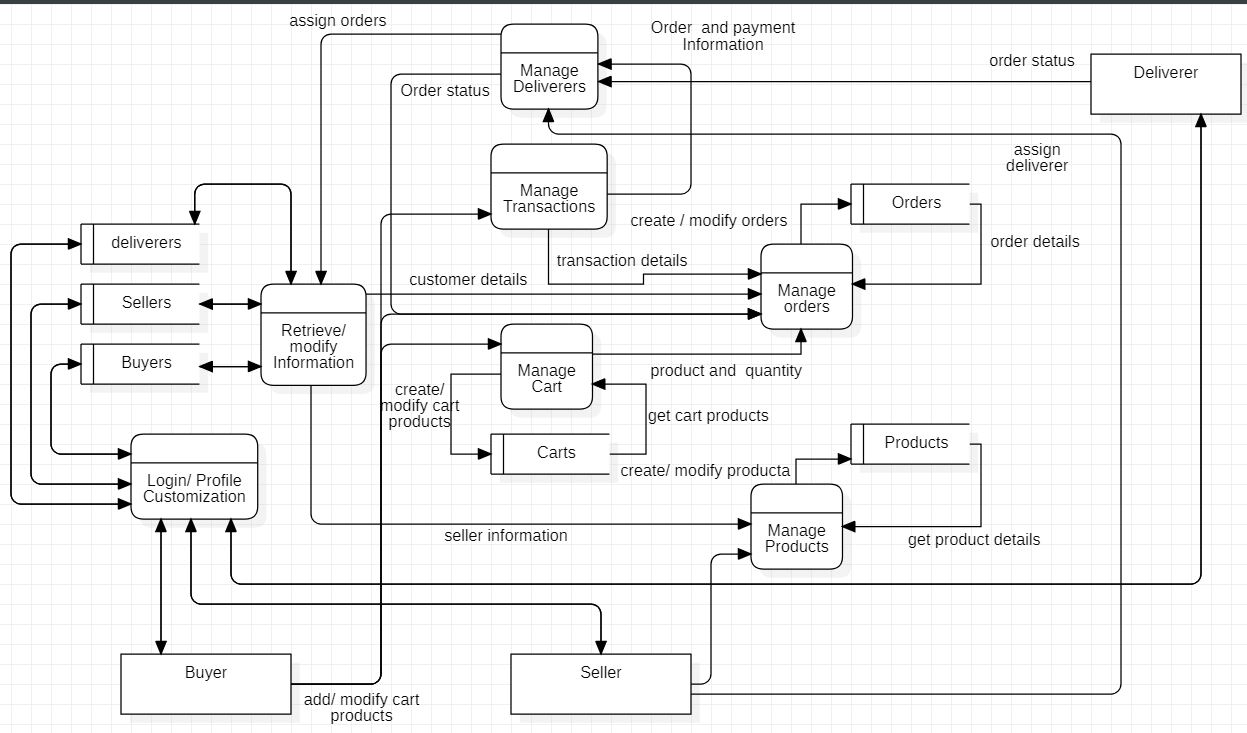 assign orders
Order  and payment
Information
Manage
Deliverers
order status
Deliverer
Order status
assign
deliverer
Manage
Transactions
create / modify orders
Orders
deliverers
order details
transaction details
customer details
Manage
orders
Sellers
Retrieve/
modify
Information
Buyers
Manage
Cart
product and  quantity
create/
modify cart
products
get cart products
Carts
Products
create/ modify producta
Login/ Profile
Customization
seller information
Manage
Products
get product details
Buyer
Seller
add/ modify cart
products